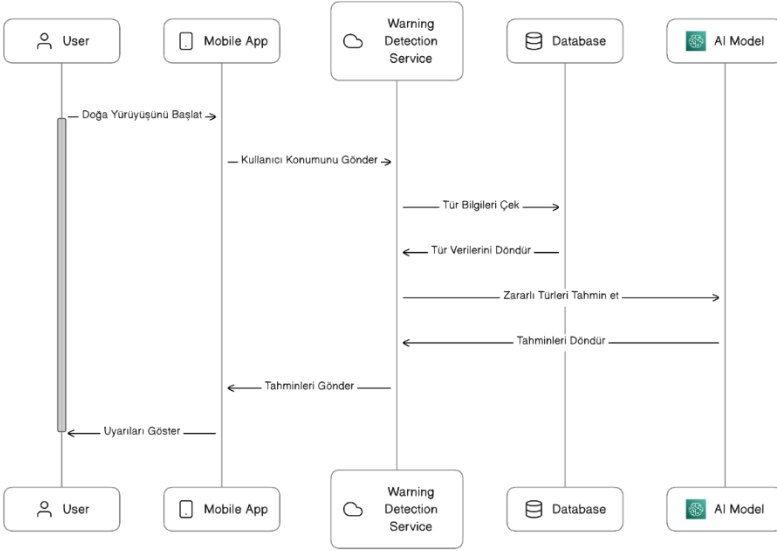 User
Mobile App
Warning
Detection
Service
Database
AI Model
Doğa Yürüyüşünü Başlat
Kullanıcı Konumunu Gönder
Tür Bilgileri Çek
Tür Verilerini Döndür
Zararlı Türleri Tahmin et
Tahminleri Döndür
Tahminleri Gönder
Uyarıları Göster
User
Mobile App
Warning
Detection
Service
Database
AI Model